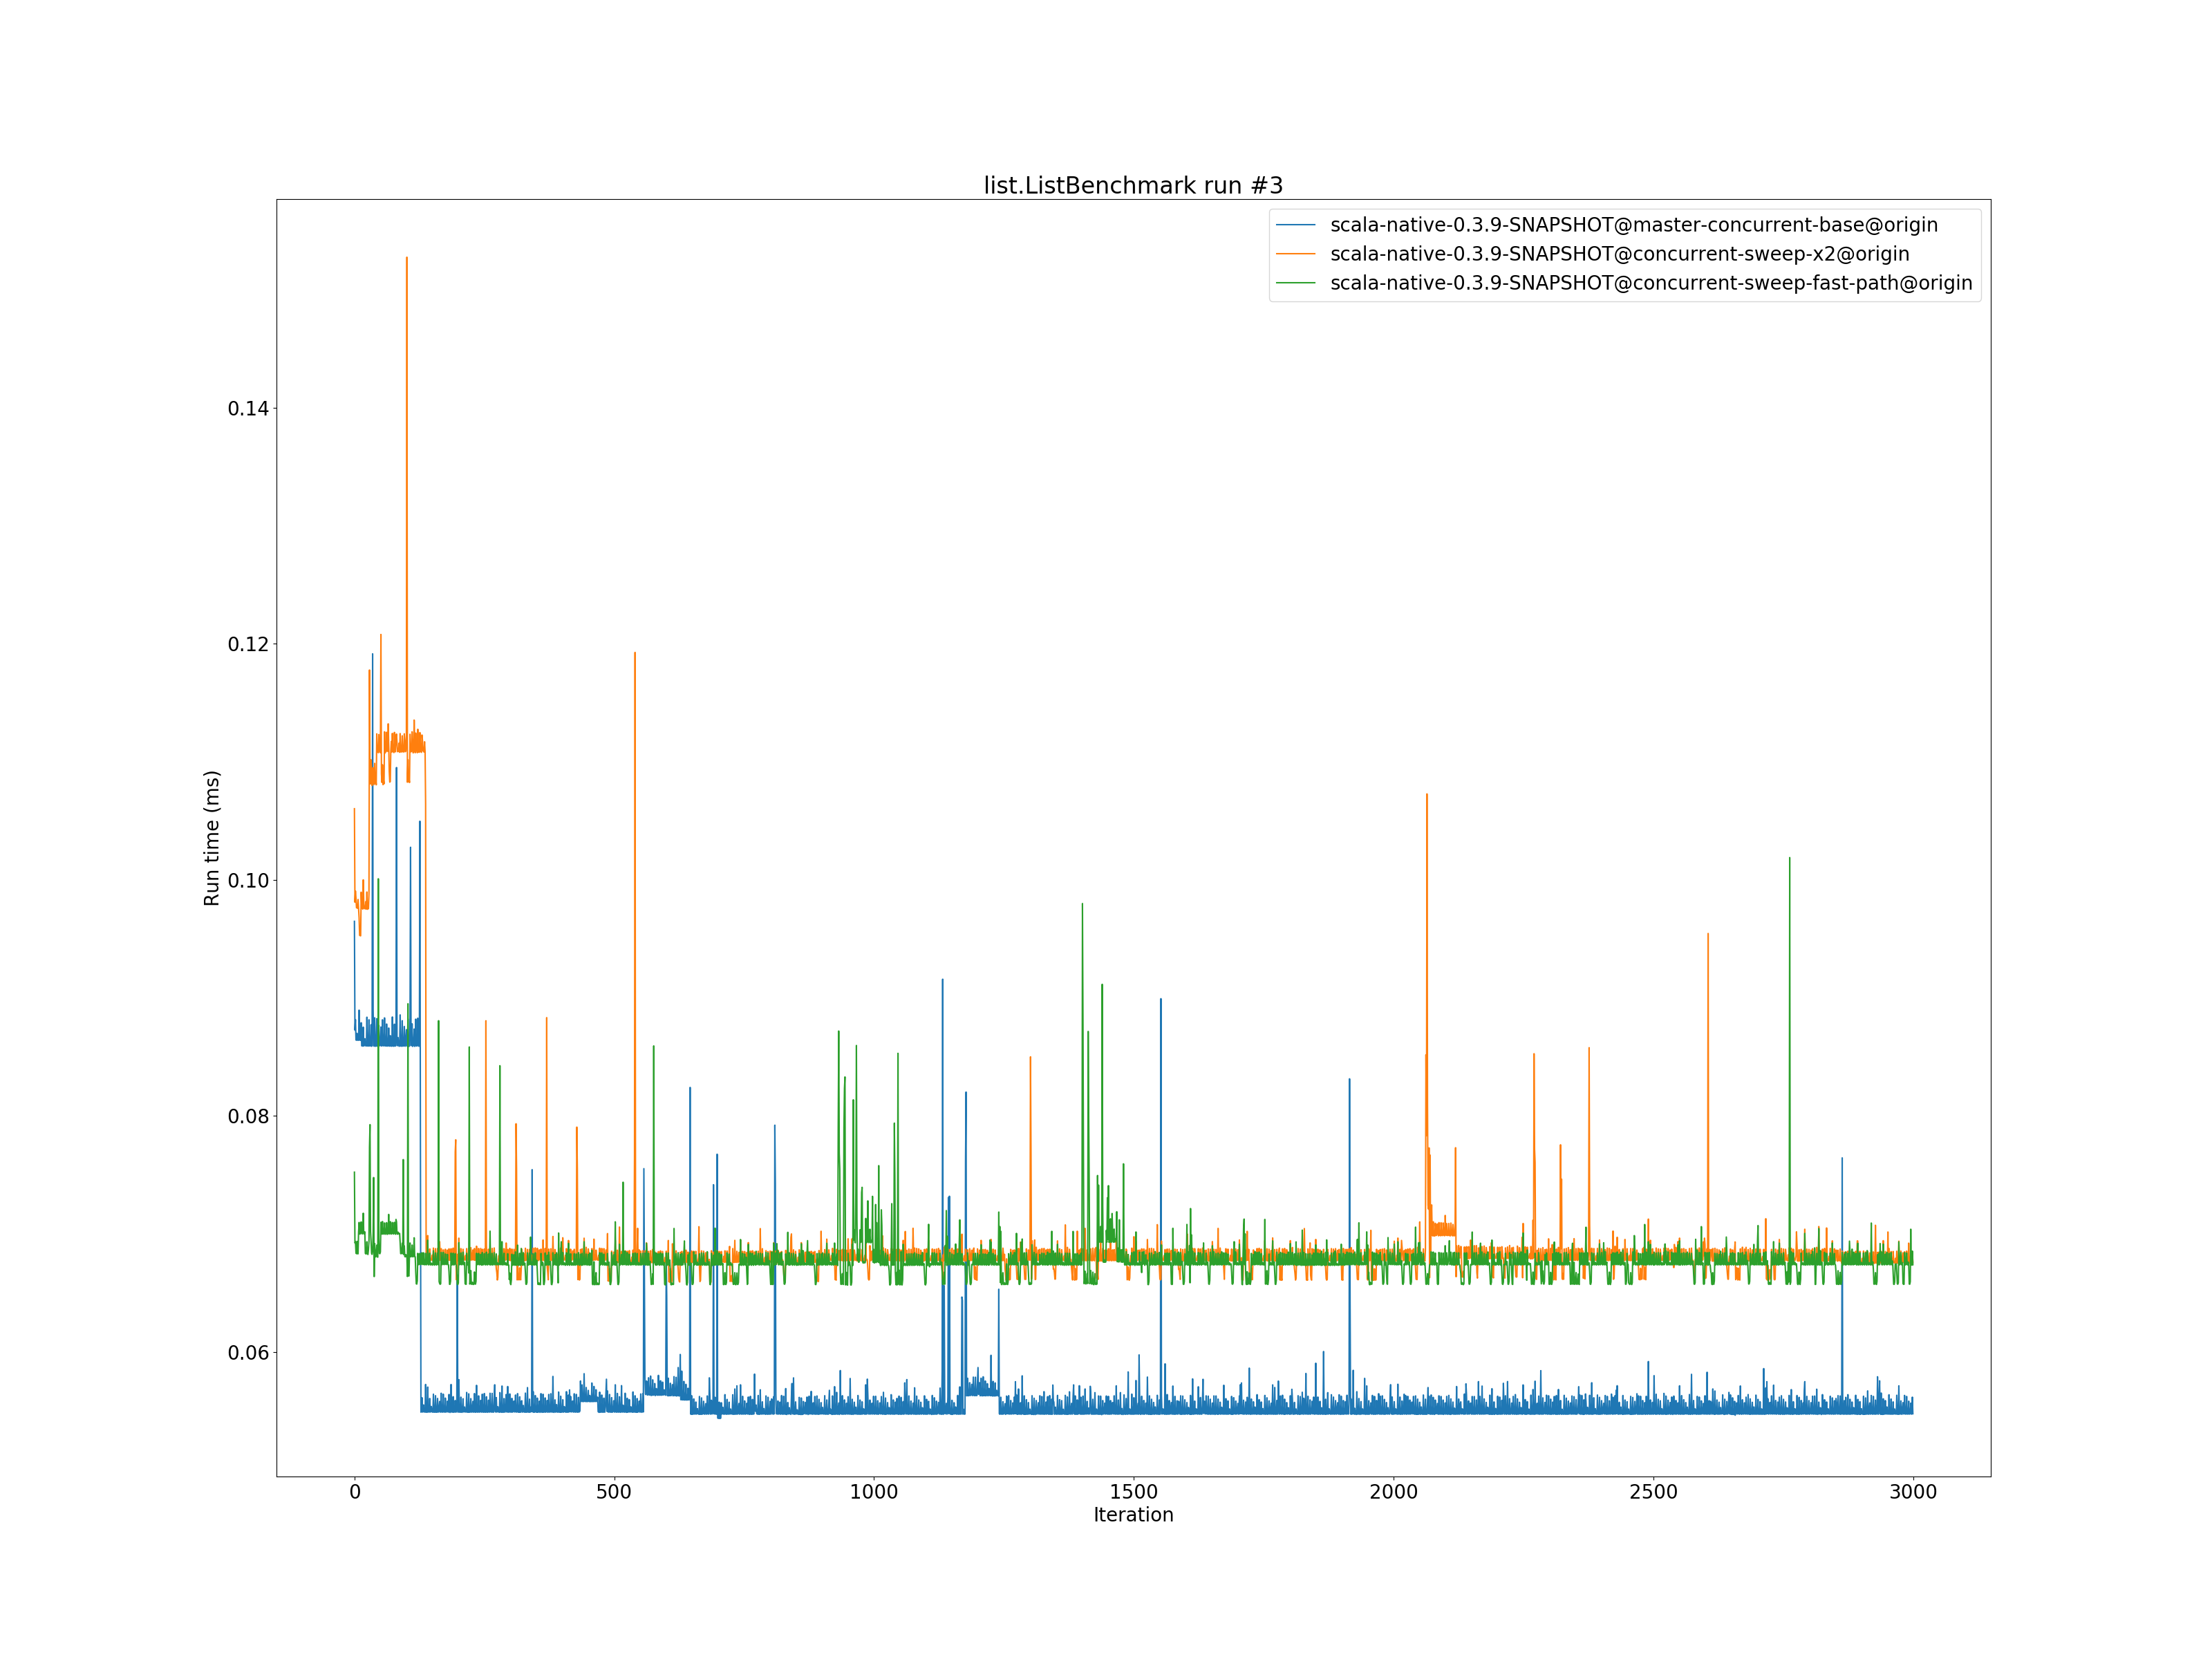 list.ListBenchmark run #3
scala-native-0.3.9-SNAPSHOT@master-concurrent-base@origin
scala-native-0.3.9-SNAPSHOT@concurrent-sweep-x2@origin
scala-native-0.3.9-SNAPSHOT@concurrent-sweep-fast-path@origin
Run time (ms)
0.14
0.12
0.10
0.08
0.06
0 500 1000 1500 2000 2500 3000
Iteration